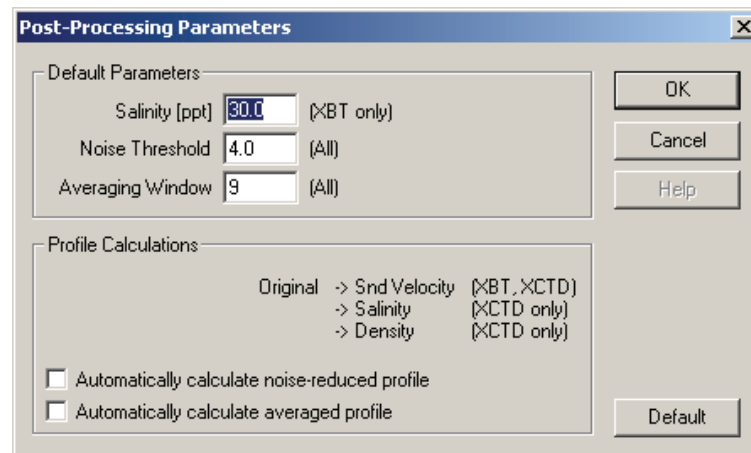 Post-Processing Parameters
Default Parameters
Salinity [ppt] 30.0 (XBT only)
Noise Threshold 4.0 (All)
Averaging Window 9 (All)
OK
Cancel
Help
Profile Calculations
Original -> Snd Velocity (XBT, XCTD)
-> Salinity (XCTD only)
-> Density (XCTD only)
Automatically calculate noise-reduced profile
Automatically calculate averaged profile
Default